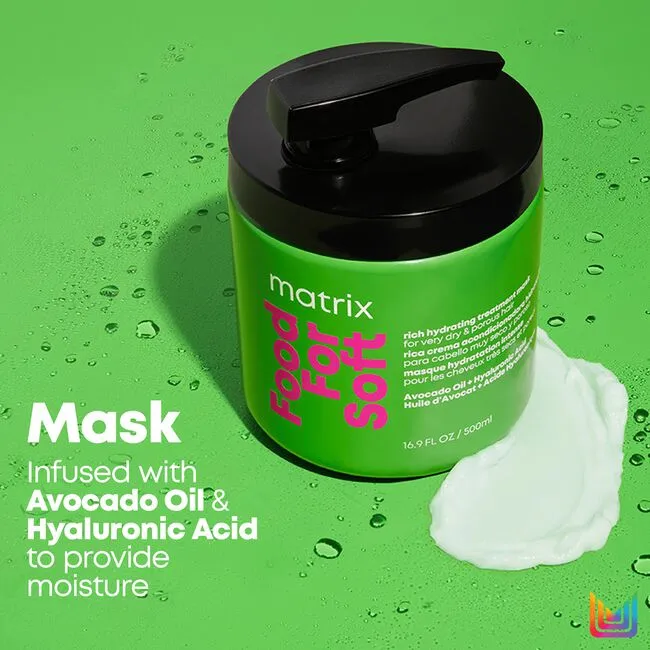 matrix
Food
For
Soft
rich hydrating treatment mask
for very dry & porous hair
rica crema acondicionadora
para cabello muy seco y
masque hydratation intense
pour les cheveux très secs et
Avocado Oil + Hyaluronic Acid
Huile d'Avocat + Acide
16.9 FL OZ / 500ml
Mask
Infused with
Avocado Oil &
Hyaluronic Acid
to provide
moisture